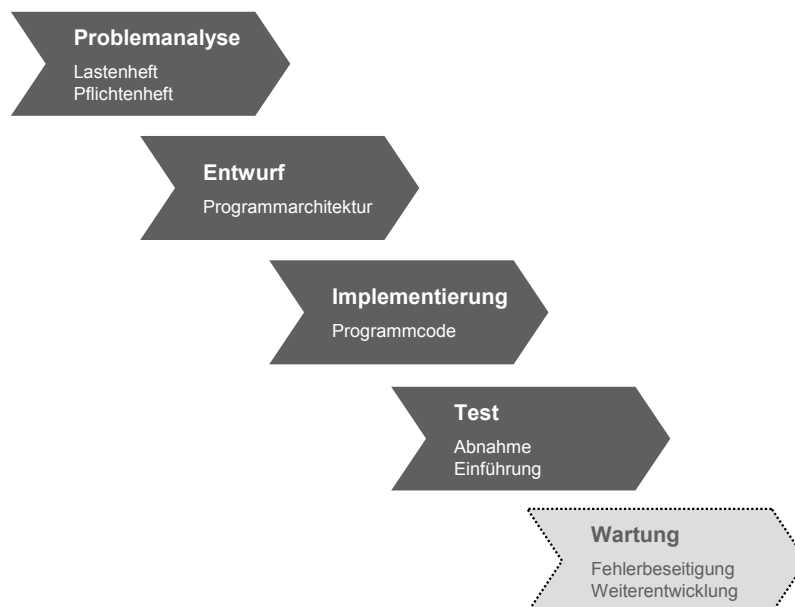 Problemanalyse
Lastenheft
Pflichtenheft
Entwurf
Programmarchitektur
Implementierung
Programmcode
Test
Abnahme
Einführung
Wartung
Fehlerbeseitigung
Weiterentwicklung